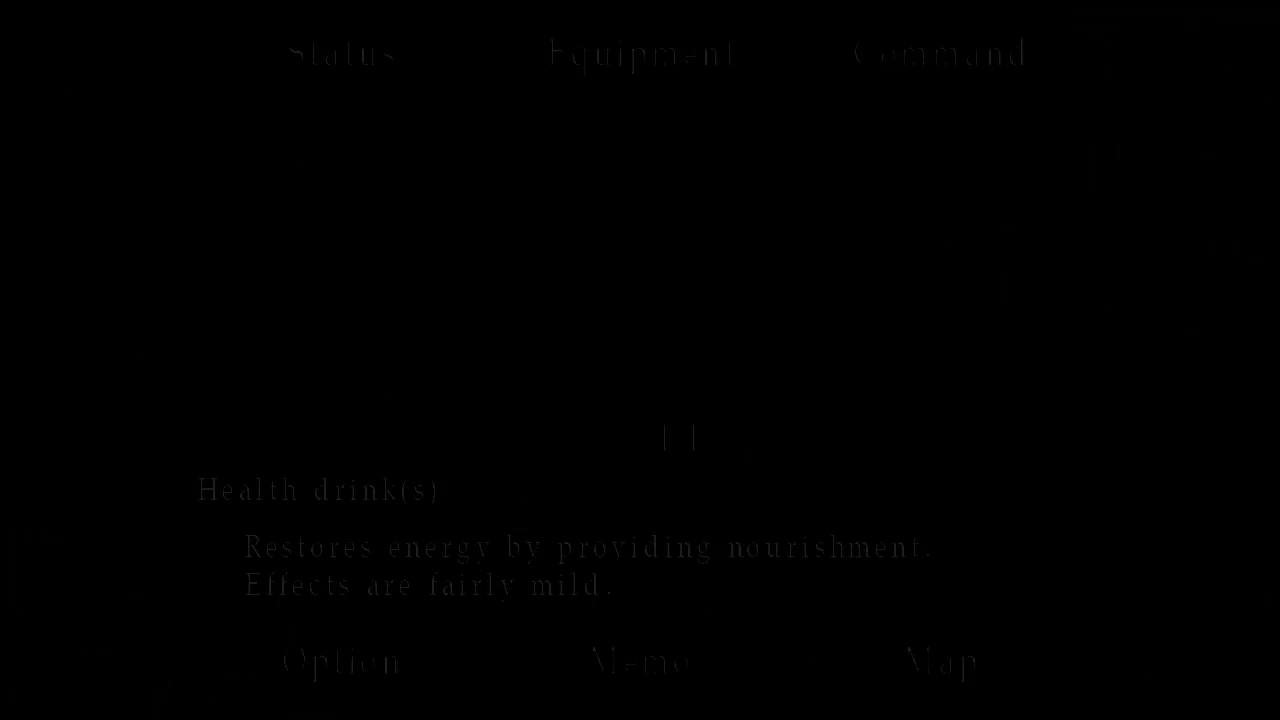 Status Equipment Command
11
Health drink(s)
Restores energy by providing nourishment.
Effects are fairly mild.
Option Memo Map